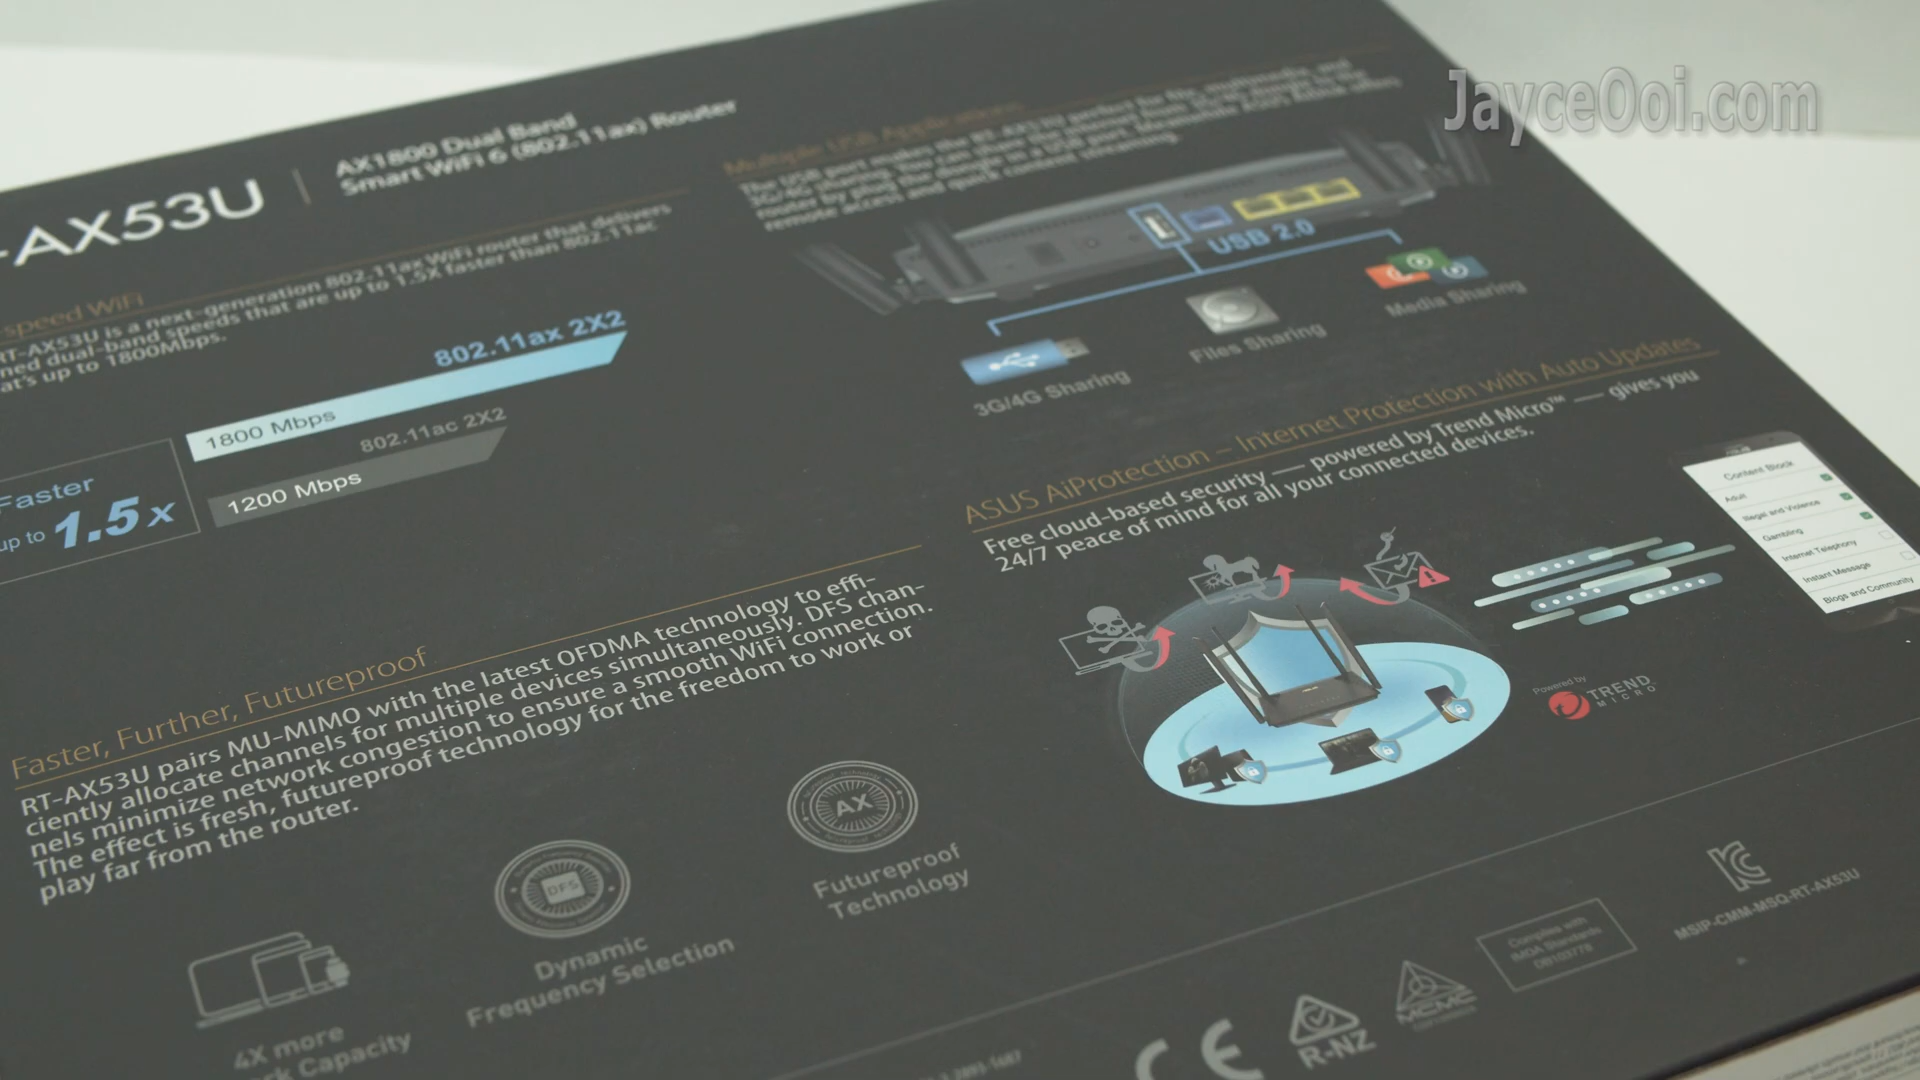 JayceOoi.com
-AX53U
AX1800 Dual Band
Smart WiFi 6 (802.11ax) Router
speed WiFi
RT-AX53U is a next-generation 802.11ax WiFi router that delivers
ned dual-band speeds that are up to 1.5X faster than 802.11ac
at's up to 1800Mbps.
802.11ax 2X2
1800 Mbps
802.11ac 2X2
1200 Mbps
Faster
up to 1.5x
Faster, Further, Futureproof
RT-AX53U pairs MU-MIMO with the latest OFDMA technology to effi-
ciently allocate channels for multiple devices simultaneously. DFS chan-
nels minimize network congestion to ensure a smooth WiFi connection.
The effect is fresh, futureproof technology for the freedom to work or
play far from the router.
4X more
rk Capacity
DFS
Dynamic
Frequency Selection
AX
Futureproof
Technology
Multiple USB Applications
The USB port makes the RT-AX53U perfect for file, multimedia, and
3G/4G sharing. You can share
router by plug the dongle in a USB port. Meanwhile ASUS AiDisk offers
remote access and quick content streaming.
USB 2.0
3G/4G Sharing
Files Sharing
Media Sharing
ASUS AiProtection – Internet Protection with Auto Updates
Free cloud-based security — powered by Trend Micro™ — gives you
24/7 peace of mind for all your connected devices.
Content Block
Adult
Illegal and Violence
Gambling
Internet Telephony
Instant Message
Blogs and Community
Powered by
TREND
MICRO
CE
R-NZ
MCMC
Complies with
IMDA Standards
DB103778
MSIP-CMM-MSQ-RT-AX53U